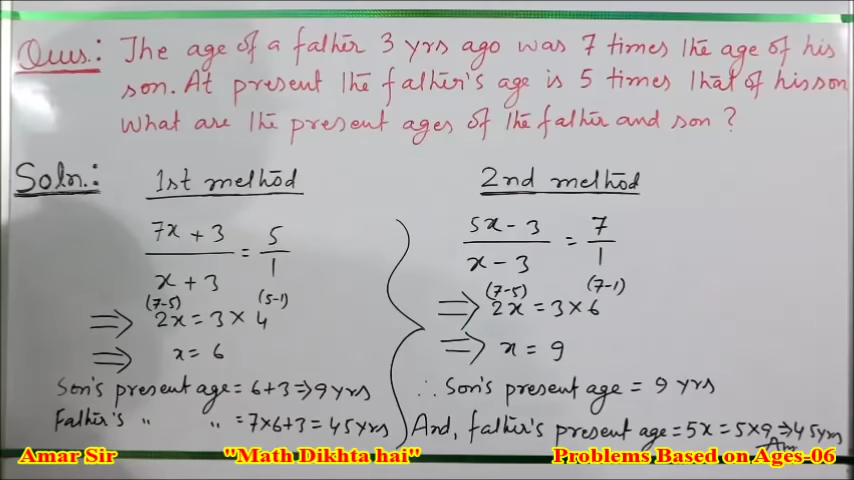 Ques.: The age of a father 3 yrs ago was 7 times the age of his
son. At present the father's age is 5 times that of his son
What are the present ages of the father and son ?
Soln.:
1st method
7x + 3 / x + 3 = 5 / 1
(7-5) (5-1)
⇒ 2x = 3 × 4
⇒ x = 6
Son's present age = 6+3 ⇒ 9 yrs
Father's " " = 7×6+3 = 45 yrs
2nd method
5x - 3 / x - 3 = 7 / 1
(7-5) (7-1)
⇒ 2x = 3 × 6
⇒ x = 9
∴ Son's present age = 9 yrs
And, father's present age = 5x = 5×9 ⇒ 45 yrs
Ans
Amar Sir "Math Dikhta hai" Problems Based on Ages-06